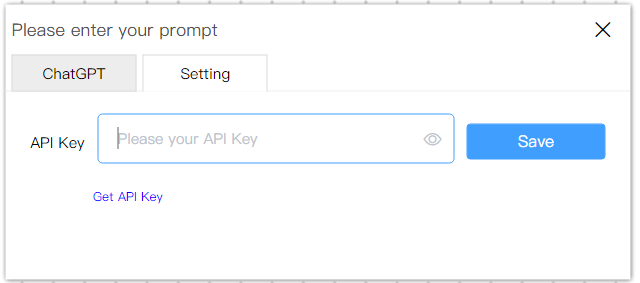 Please enter your prompt
ChatGPT Setting
API Key Please your API Key Save
Get API Key